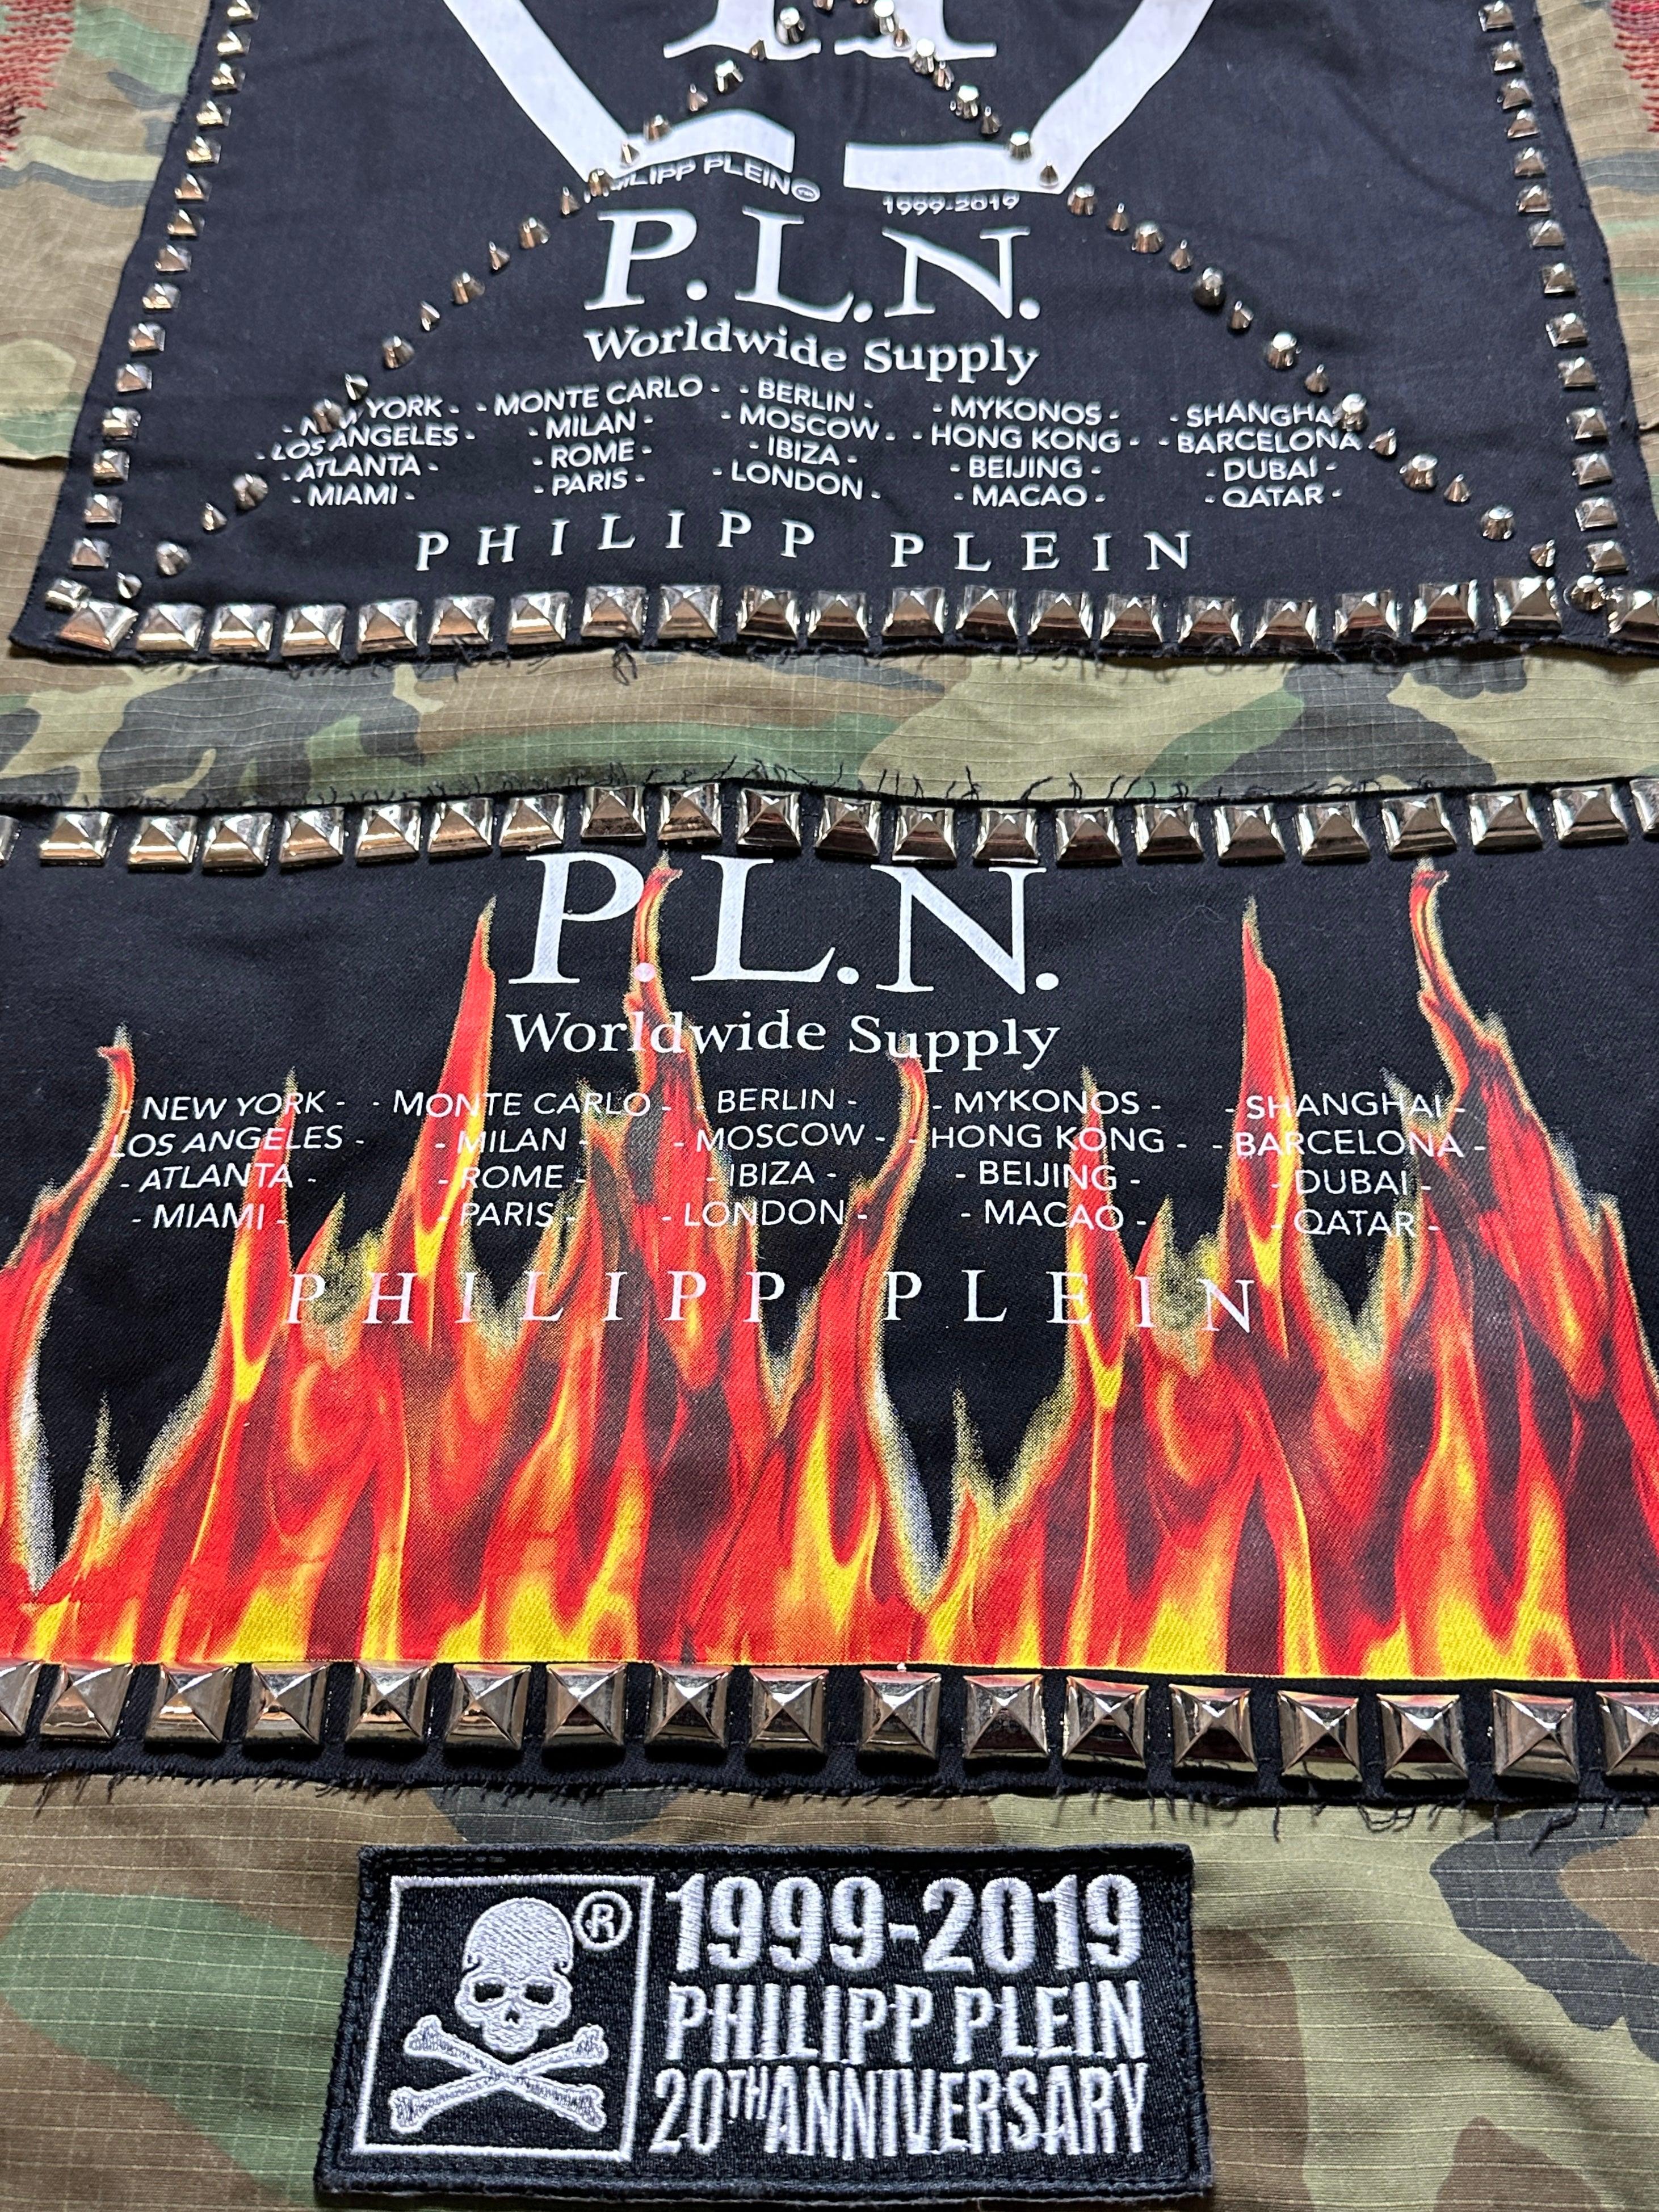 PHILIPP PLEIN TM
1999-2019
P.L.N.
Worldwide Supply
- NEW YORK - - MONTE CARLO - - BERLIN - - MYKONOS - - SHANGHAI
- LOS ANGELES - - MILAN - - MOSCOW - - HONG KONG - - BARCELONA -
- ATLANTA - - ROME - - IBIZA - - BEIJING - - DUBAI -
- MIAMI - - PARIS - - LONDON - - MACAO - - QATAR -
PHILIPP PLEIN
P.L.N.
Worldwide Supply
- NEW YORK - - MONTE CARLO - - BERLIN - - MYKONOS - - SHANGHAI -
- LOS ANGELES - - MILAN - - MOSCOW - - HONG KONG - - BARCELONA -
- ATLANTA - - ROME - - IBIZA - - BEIJING - - DUBAI -
- MIAMI - - PARIS - - LONDON - - MACAO - - QATAR -
PHILIPP PLEIN
® 1999-2019
PHILIPP PLEIN
20TH ANNIVERSARY